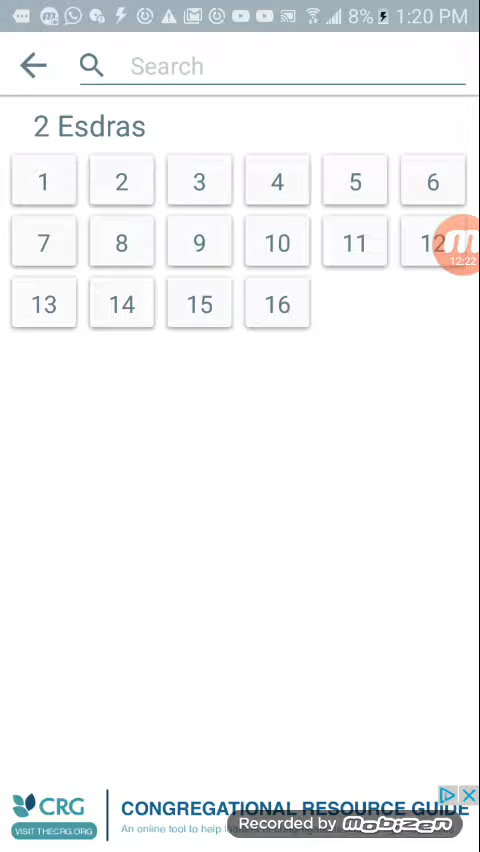 8% 1:20 PM
Search
2 Esdras
1 2 3 4 5 6
7 8 9 10 11 12
12:22
13 14 15 16
CRG
VISIT THECRG.ORG
CONGREGATIONAL RESOURCE GUIDE
An online tool to help
Recorded by mobizen